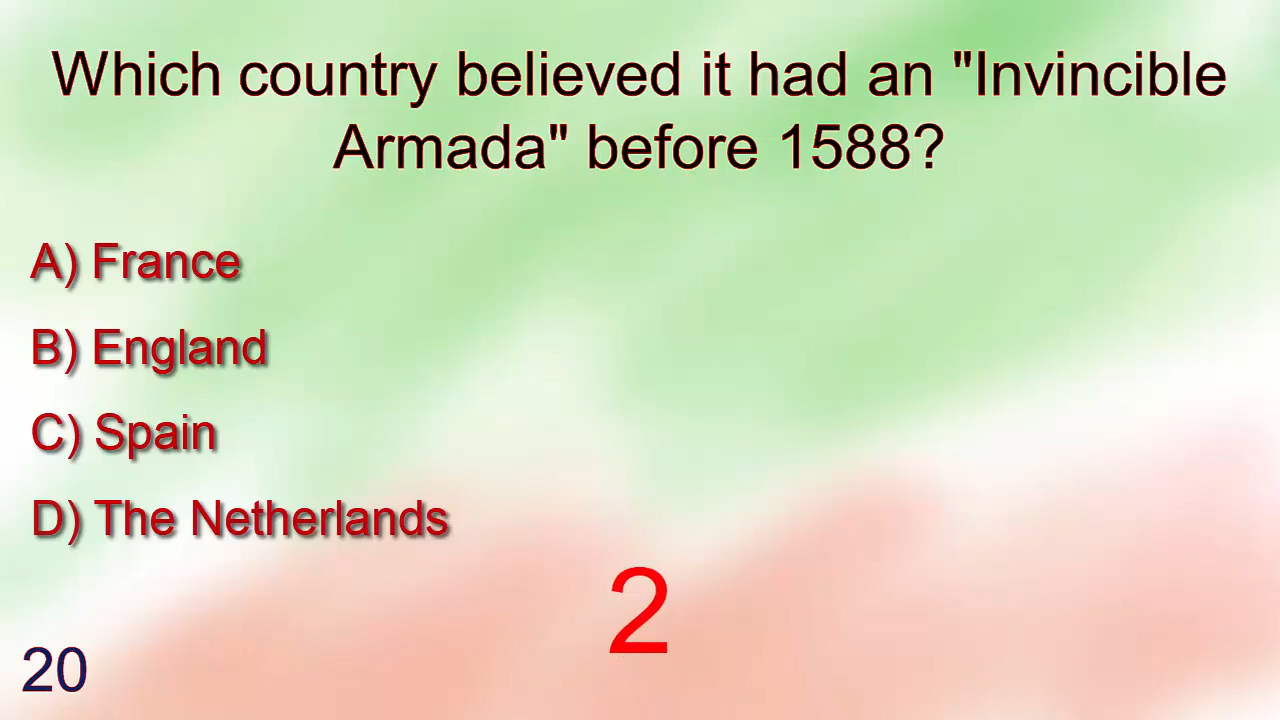 Which country believed it had an "Invincible
Armada" before 1588?
A) France
B) England
C) Spain
D) The Netherlands
2
20